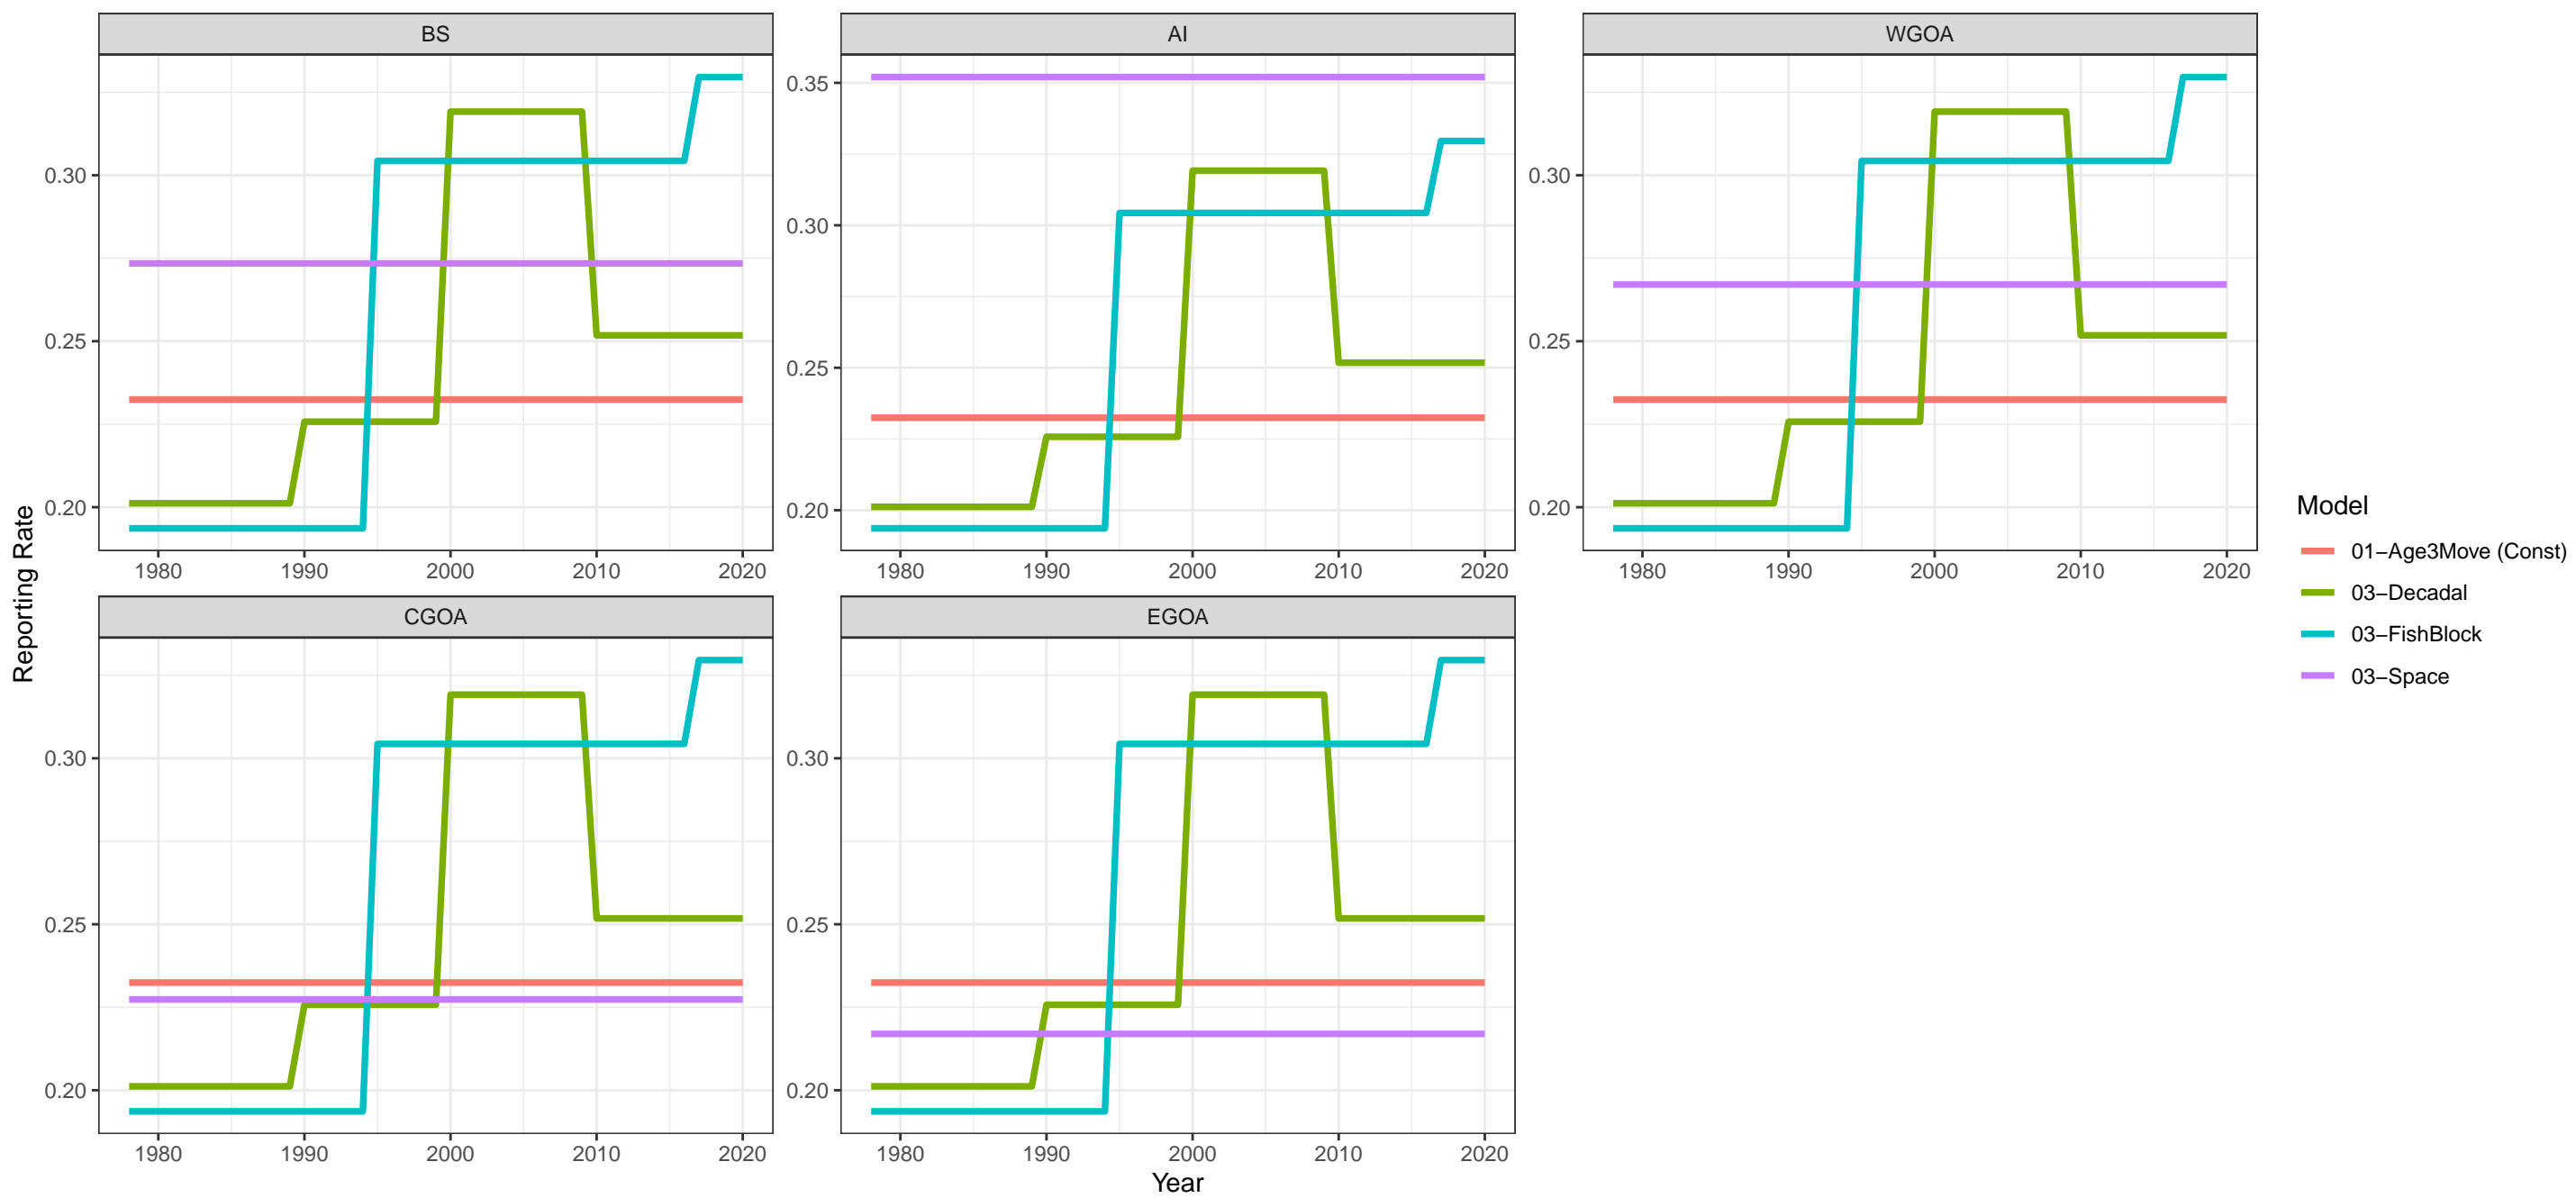 BS
AI
WGOA
0.30
0.25
0.20
0.35
0.30
0.25
0.20
0.30
0.25
0.20
1980 1990 2000 2010 2020
1980 1990 2000 2010 2020
1980 1990 2000 2010 2020
CGOA
EGOA
0.30
0.25
0.20
0.30
0.25
0.20
1980 1990 2000 2010 2020
1980 1990 2000 2010 2020
Reporting Rate
Year
Model
01−Age3Move (Const)
03−Decadal
03−FishBlock
03−Space